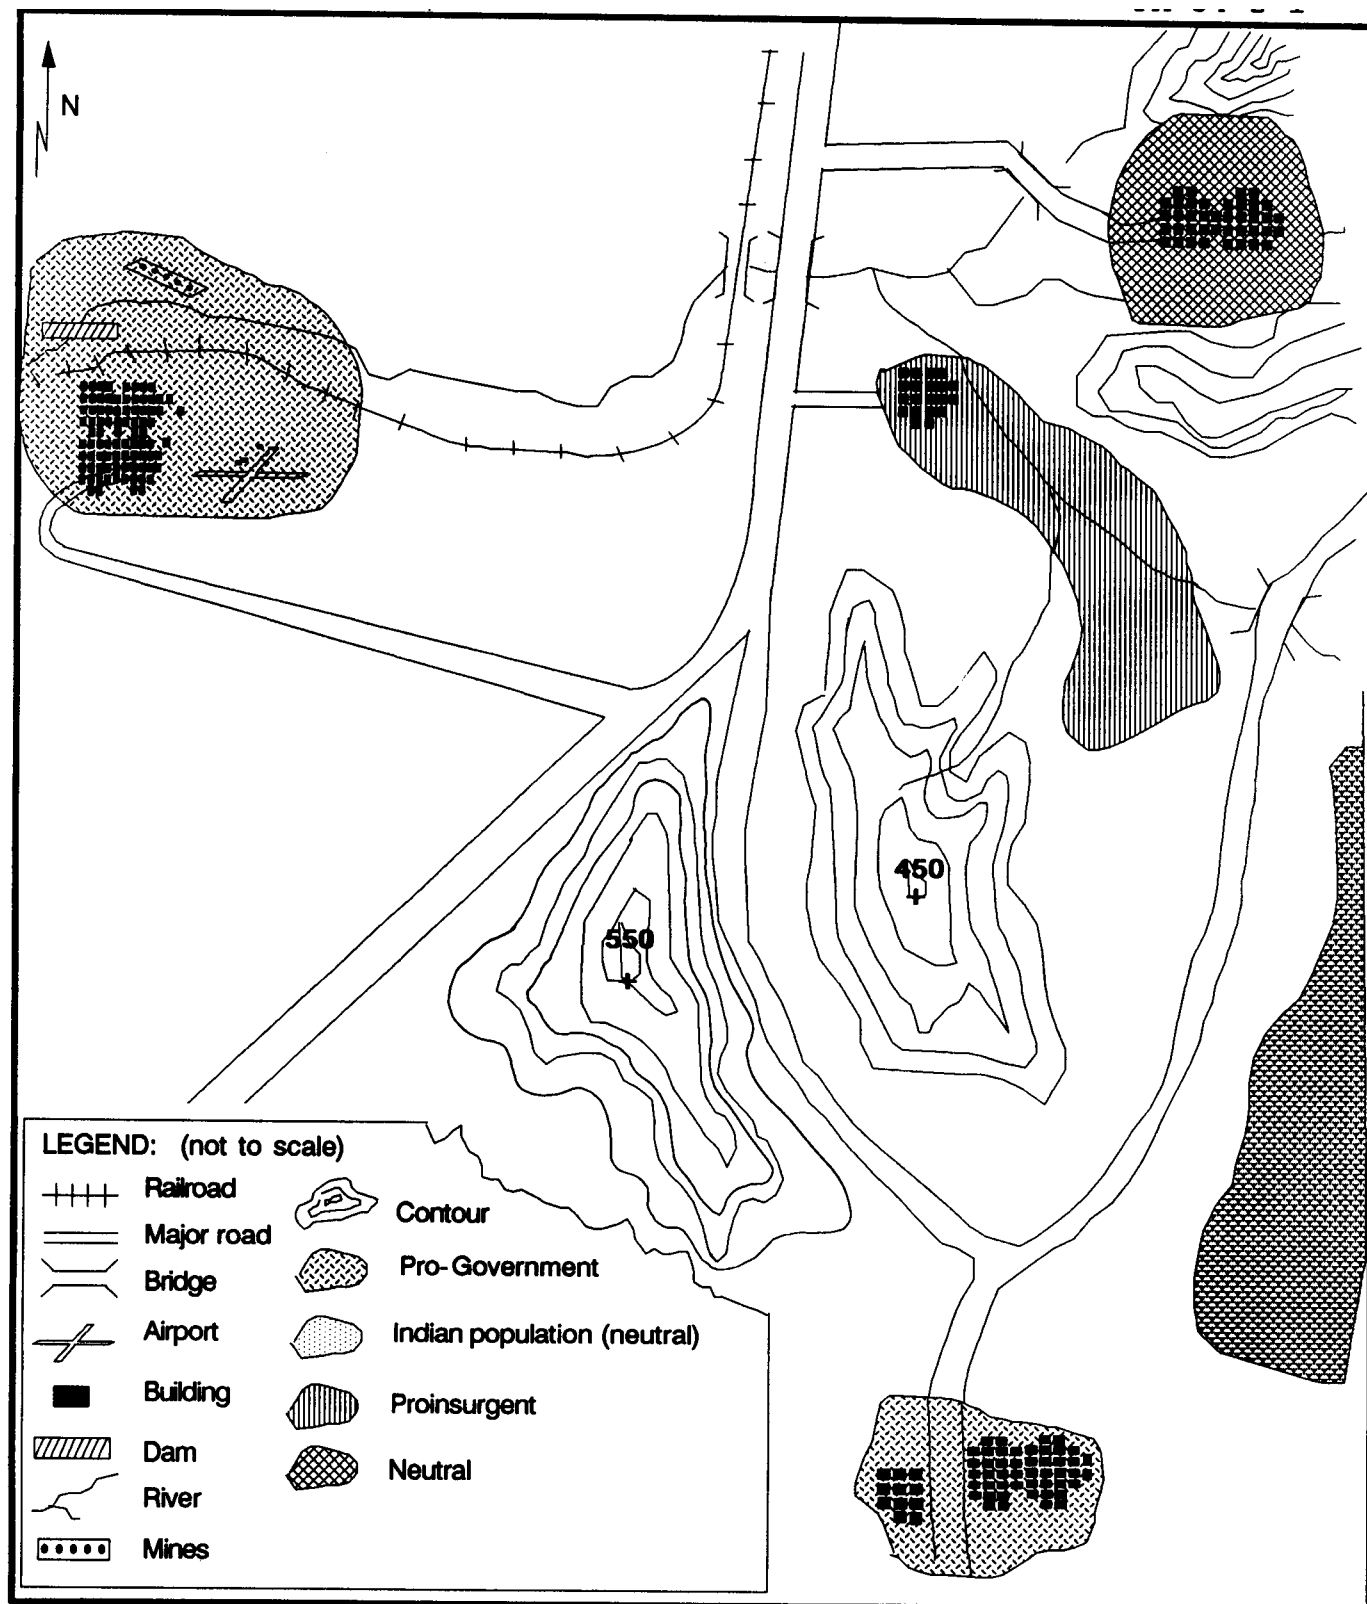 N
450
550
LEGEND: (not to scale)
Railroad
Major road
Bridge
Airport
Building
Dam
River
Mines
Contour
Pro-Government
Indian population (neutral)
Proinsurgent
Neutral